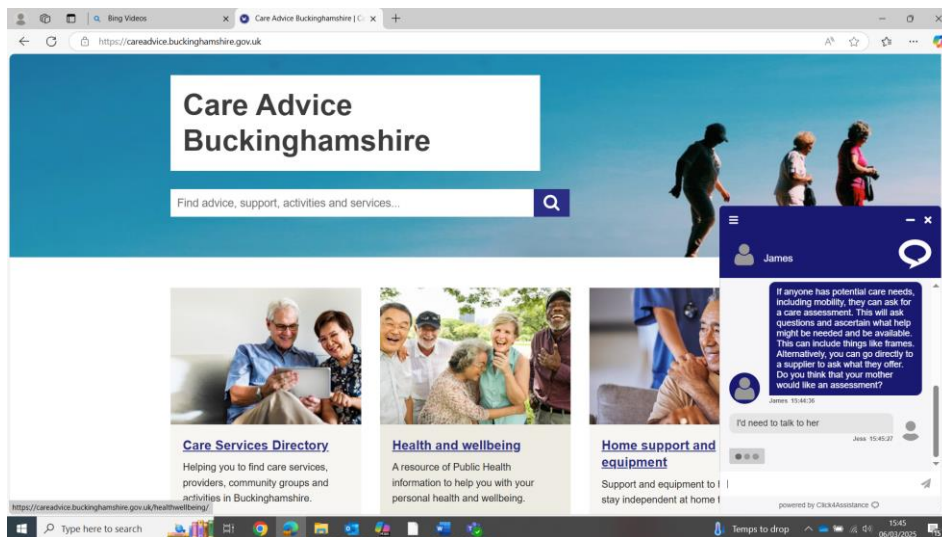 Bing Videos
Care Advice Buckinghamshire | C
https://careadvice.buckinghamshire.gov.uk
Care Advice
Buckinghamshire
Find advice, support, activities and services...
James
If anyone has potential care needs,
including mobility, they can ask for
a care assessment. This will ask
questions and ascertain what help
might be needed and be available.
This can include things like frames.
Alternatively, you can go directly to
a supplier to ask what they offer.
Do you think that your mother
would like an assessment?
James 15:44:36
I'd need to talk to her
Jess 15:45:27
powered by Click4Assistance
Care Services Directory
Helping you to find care services,
providers, community groups and
activities in Buckinghamshire.
Health and wellbeing
A resource of Public Health
information to help you with your
personal health and wellbeing.
Home support and
equipment
Support and equipment to
stay independent at home
https://careadvice.buckinghamshire.gov.uk/healthwellbeing/
Type here to search
Temps to drop
15:45
06/03/2025